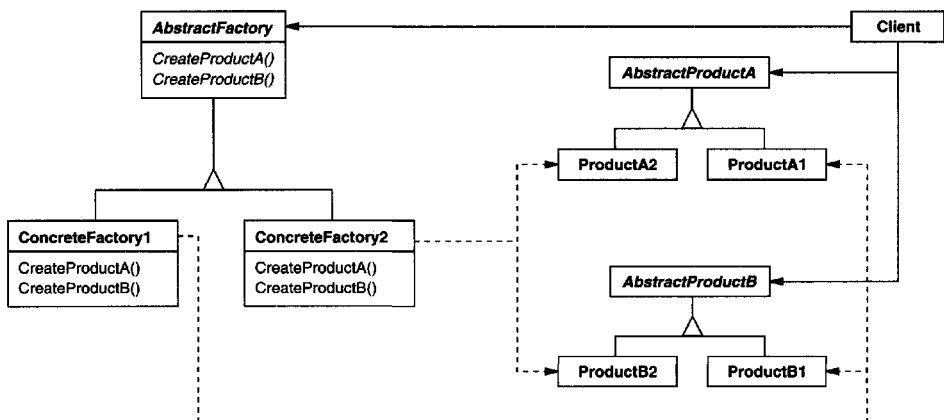 AbstractFactory
CreateProductA()
CreateProductB()
Client
AbstractProductA
ProductA2
ProductA1
ConcreteFactory1
CreateProductA()
CreateProductB()
ConcreteFactory2
CreateProductA()
CreateProductB()
AbstractProductB
ProductB2
ProductB1